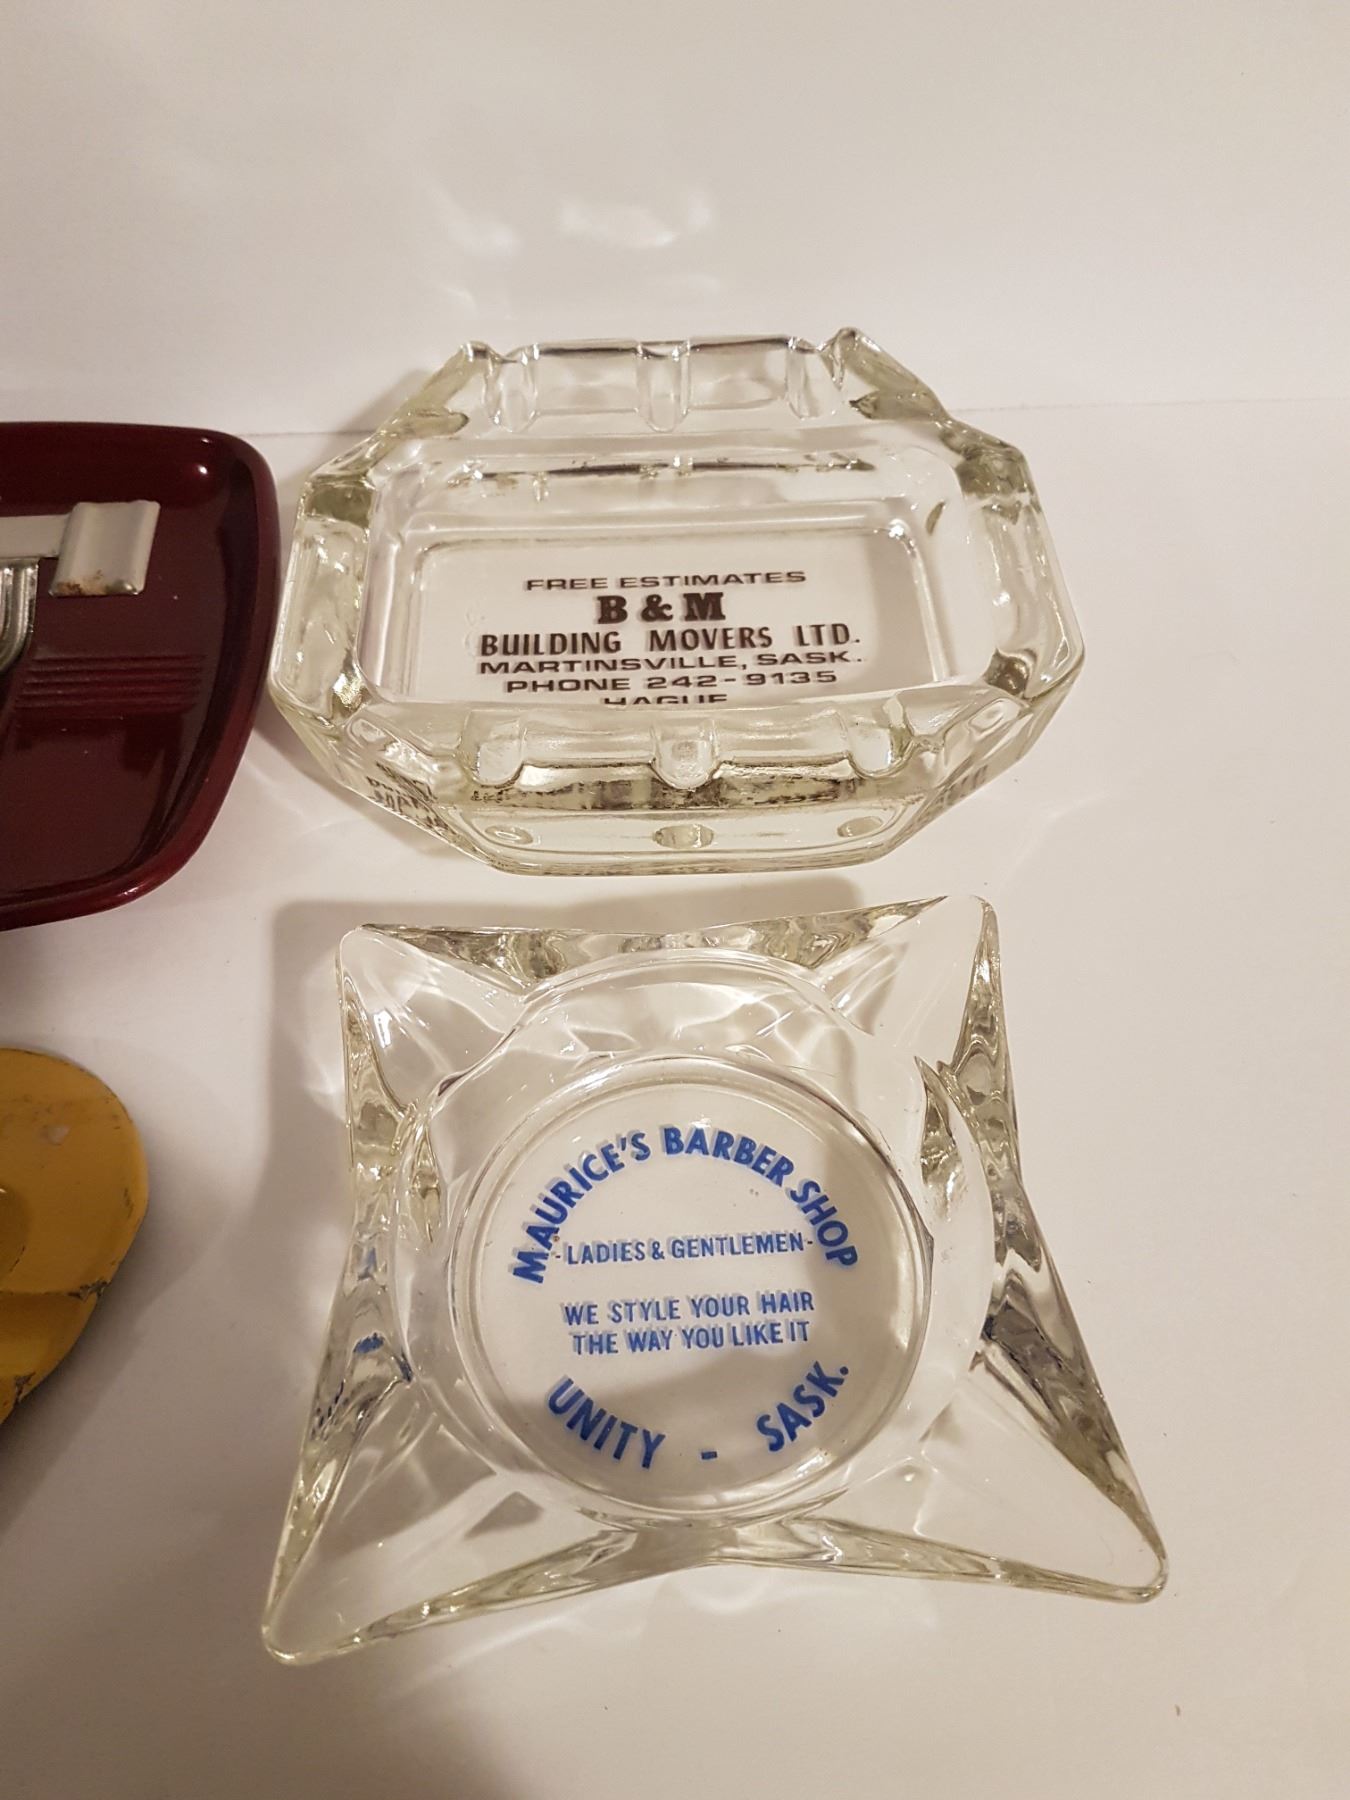 FREE ESTIMATES
B & M
BUILDING MOVERS LTD.
MARTINSVILLE, SASK.
PHONE 242-9135
HAGUE
MAURICE'S BARBER SHOP
- LADIES & GENTLEMEN -
WE STYLE YOUR HAIR
THE WAY YOU LIKE IT
UNITY - SASK.